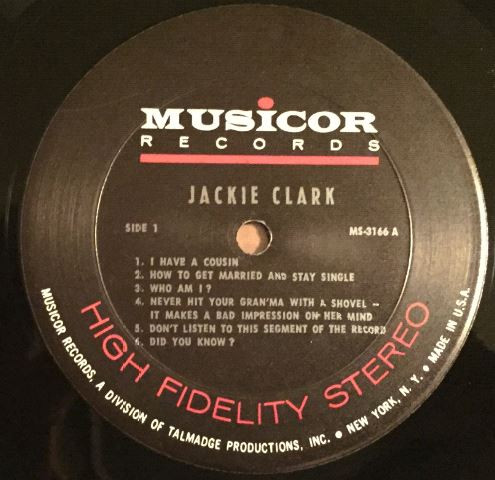 MUSICOR
RECORDS
JACKIE CLARK
SIDE 1
MS-3166 A
1. I HAVE A COUSIN
2. HOW TO GET MARRIED AND STAY SINGLE
3. WHO AM I?
4. NEVER HIT YOUR GRAN'MA WITH A SHOVEL --
IT MAKES A BAD IMPRESSION ON HER MIND
5. DON'T LISTEN TO THIS SEGMENT OF THE RECORD
6. DID YOU KNOW?
HIGH FIDELITY STEREO
MUSICOR RECORDS, A DIVISION OF TALMADGE PRODUCTIONS, INC. • NEW YORK, N. Y. • MADE IN U.S.A.